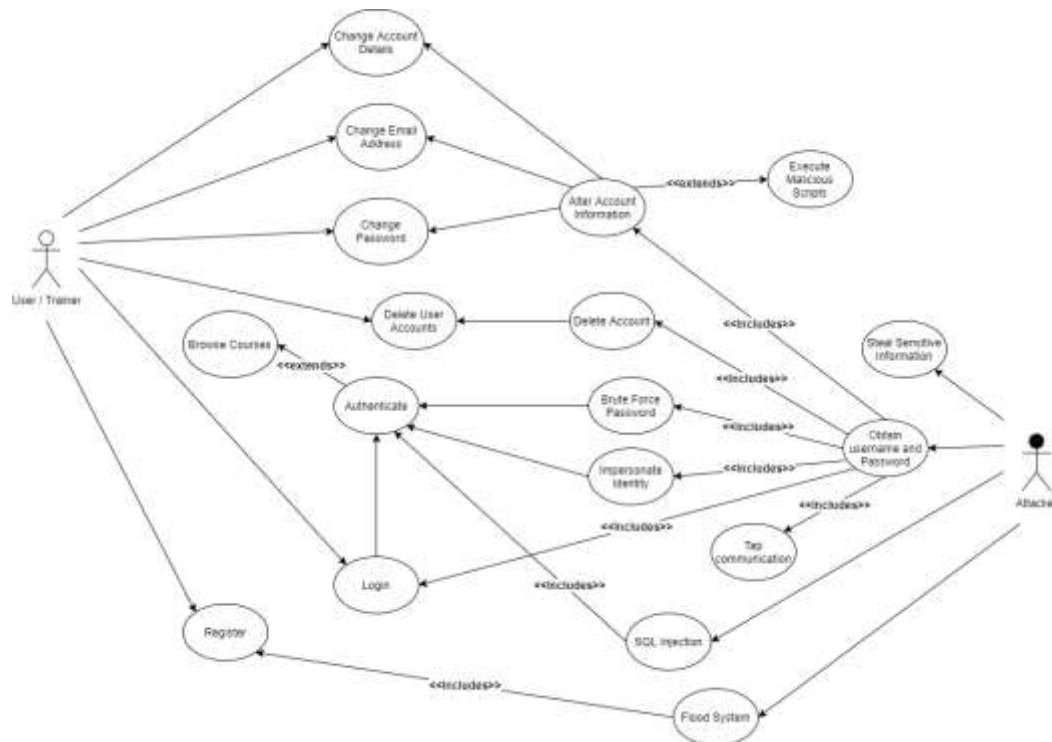 Change Account
Details
Change Email
Address
Execute
Malicious
Scripts
<<extends>>
Alter Account
Information
Change
Password
User / Trainer
Delete User
Accounts
Delete Account
<<Includes>>
Browse Courses
Steal Sensitive
Information
<<extends>>
<<Includes>>
Authenticate
Brute Force
Password
<<Includes>>
Obtain
username and
Password
Impersonate
Identity
<<Includes>>
Attacker
<<Includes>>
<<Includes>>
Tap
communication
Login
<<Includes>>
Register
SQL Injection
<<Includes>>
Flood System